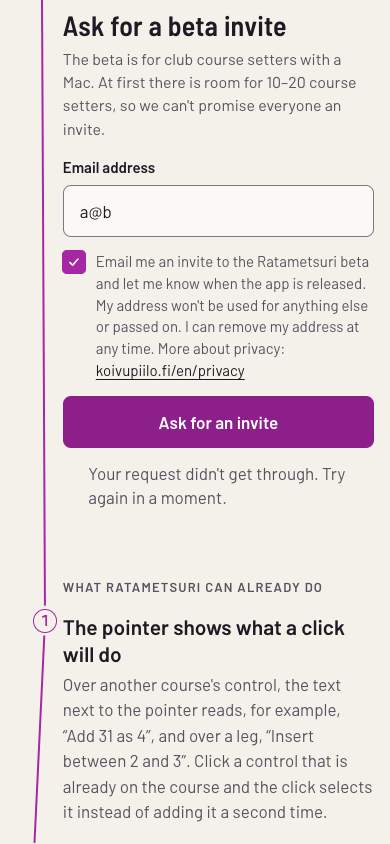 Ask for a beta invite
The beta is for club course setters with a
Mac. At first there is room for 10–20 course
setters, so we can't promise everyone an
invite.
Email address
a@b
Email me an invite to the Ratametsuri beta
and let me know when the app is released.
My address won't be used for anything else
or passed on. I can remove my address at
any time. More about privacy:
koivupiilo.fi/en/privacy
Ask for an invite
Your request didn't get through. Try
again in a moment.
WHAT RATAMETSURI CAN ALREADY DO
1
The pointer shows what a click
will do
Over another course's control, the text
next to the pointer reads, for example,
“Add 31 as 4”, and over a leg, “Insert
between 2 and 3”. Click a control that is
already on the course and the click selects
it instead of adding it a second time.